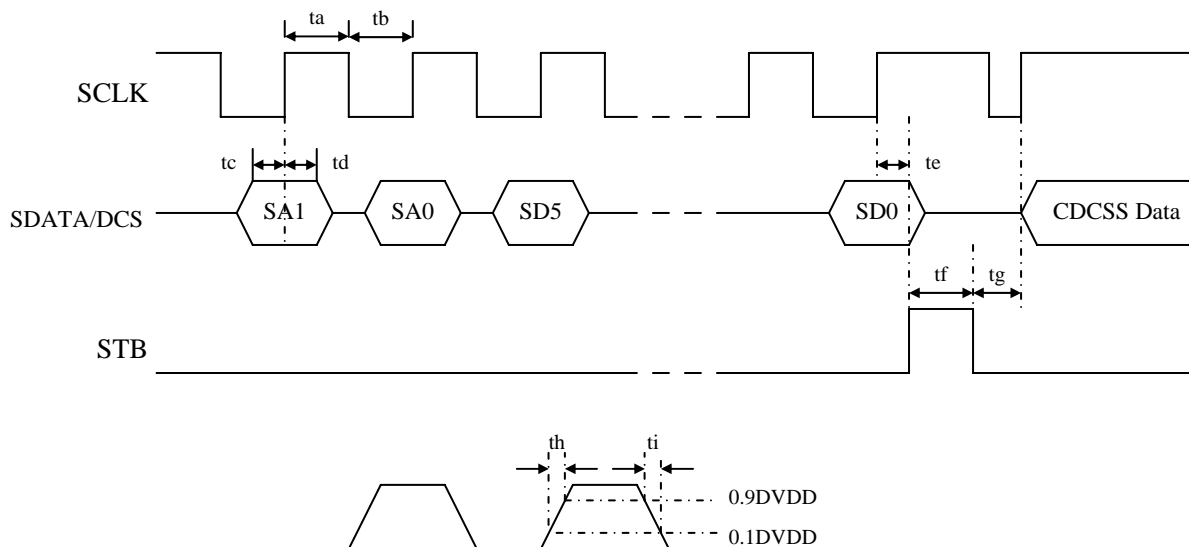 ta tb
SCLK
tc td te
SDATA/DCS SA1 SA0 SD5 SD0 CDCSS Data
tf tg
STB
th ti
0.9DVDD
0.1DVDD